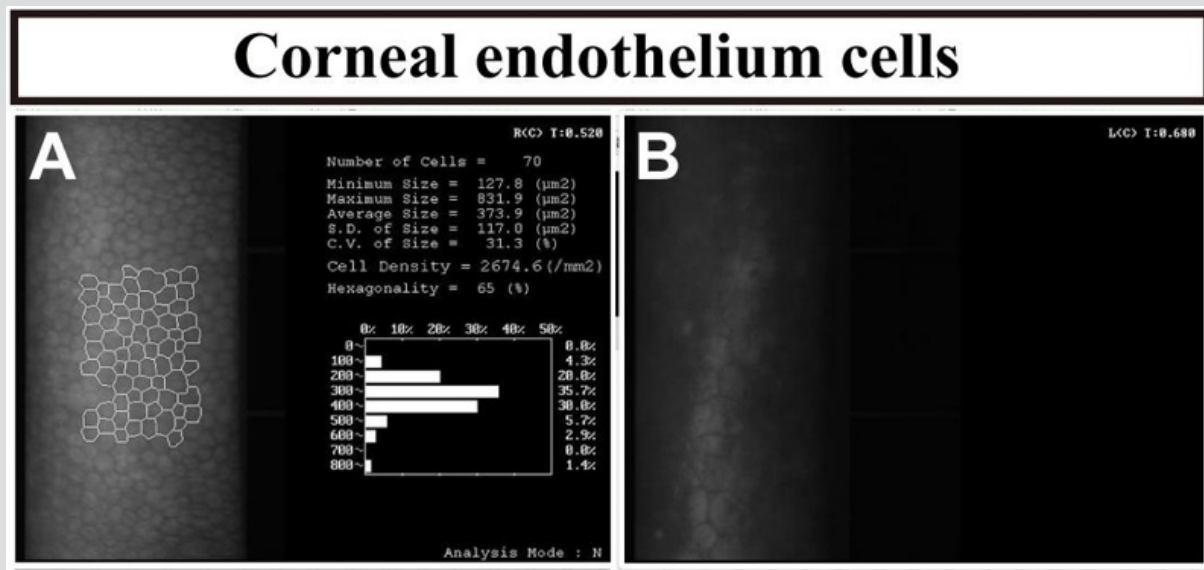 Corneal endothelium cells
A
R(C) T:0.520
Number of Cells = 70
Minimum Size = 127.8 (µm2)
Maximum Size = 831.9 (µm2)
Average Size = 373.9 (µm2)
S.D. of Size = 117.0 (µm2)
C.V. of Size = 31.3 (%)
Cell Density = 2674.6(/mm2)
Hexagonality = 65 (%)
0% 10% 20% 30% 40% 50%
0~ 0.0%
100~ 4.3%
200~ 20.0%
300~ 35.7%
400~ 30.0%
500~ 5.7%
600~ 2.9%
700~ 0.0%
800~ 1.4%
Analysis Mode : N
B
L(C) T:0.680